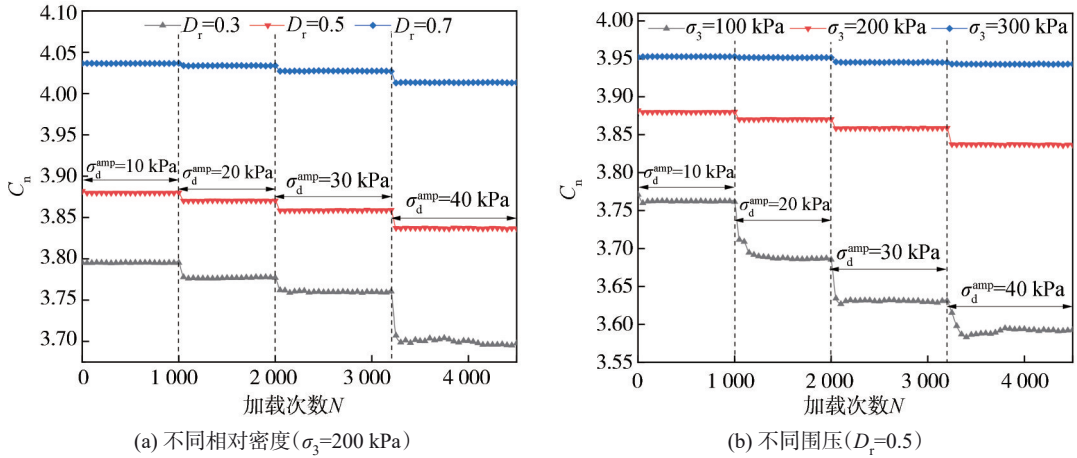 D_r=0.3 D_r=0.5 D_r=0.7
4.05
4.00
3.95
3.90
3.85
3.80
3.75
3.70
C_n
σ_d^amp=10 kPa
σ_d^amp=20 kPa
σ_d^amp=30 kPa
σ_d^amp=40 kPa
0 1 000 2 000 3 000 4 000
加载次数N
(a) 不同相对密度(σ_3=200 kPa)
4.00
σ_3=100 kPa σ_3=200 kPa σ_3=300 kPa
3.95
3.90
3.85
3.80
3.75
3.70
3.65
3.60
3.55
C_n
σ_d^amp=10 kPa
σ_d^amp=20 kPa
σ_d^amp=30 kPa
σ_d^amp=40 kPa
0 1 000 2 000 3 000 4 000
加载次数N
(b) 不同围压(D_r=0.5)